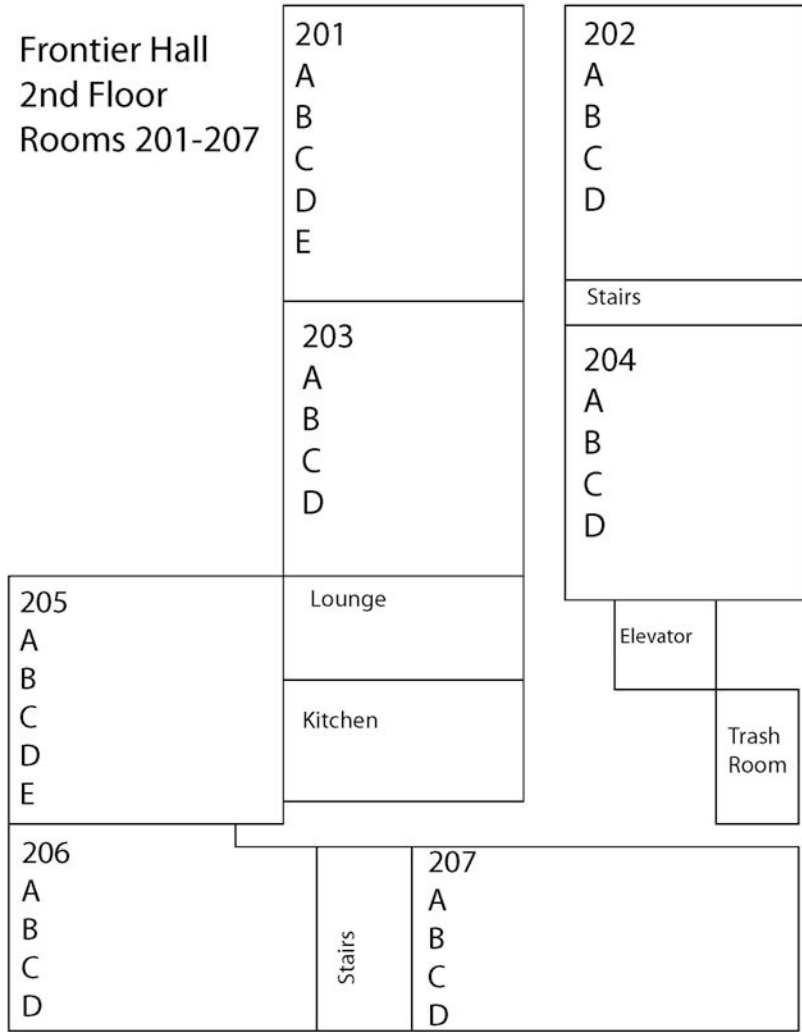 Frontier Hall
2nd Floor
Rooms 201-207
201
A
B
C
D
E
202
A
B
C
D
Stairs
203
A
B
C
D
204
A
B
C
D
Lounge
Elevator
Kitchen
Trash
Room
205
A
B
C
D
E
206
A
B
C
D
Stairs
207
A
B
C
D